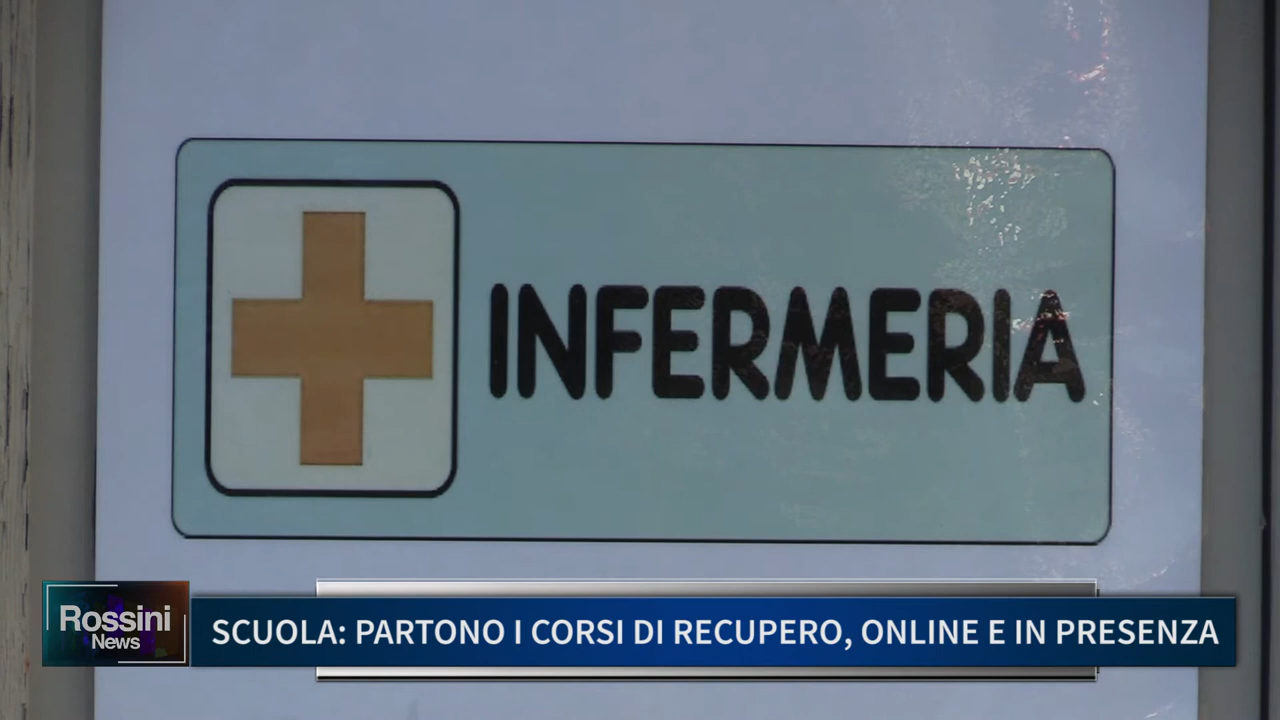 INFERMERIA
Rossini
News
SCUOLA: PARTONO I CORSI DI RECUPERO, ONLINE E IN PRESENZA